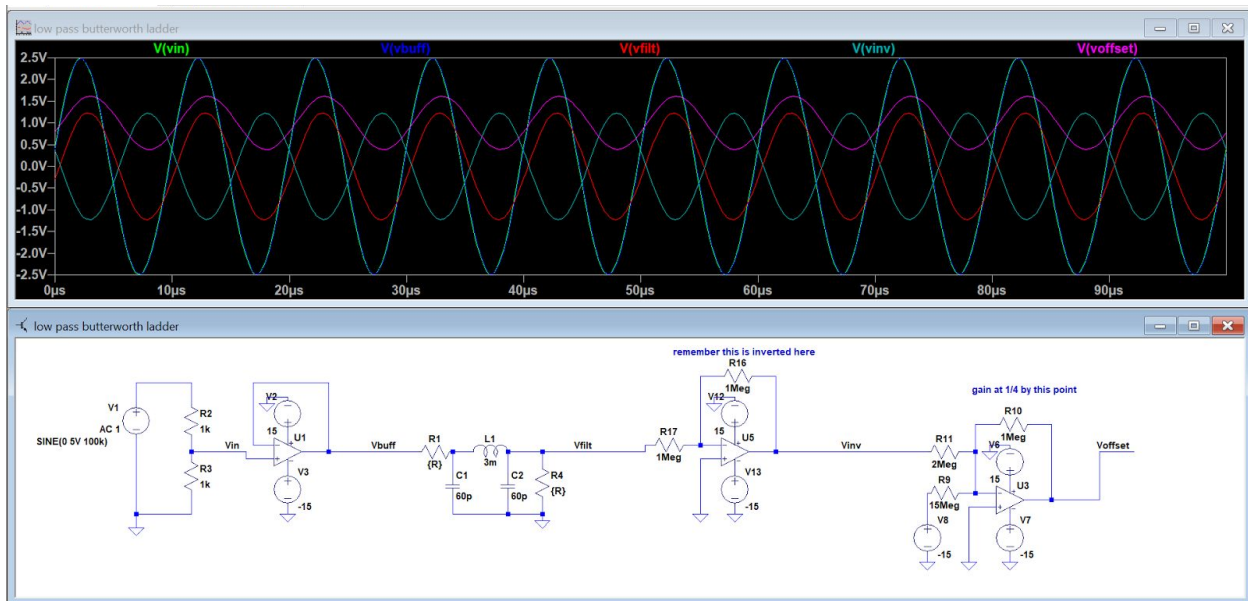 low pass butterworth ladder
V(vin) V(vbuff) V(vfilt) V(vinv) V(voffset)
2.5V
2.0V
1.5V
1.0V
0.5V
0.0V
-0.5V
-1.0V
-1.5V
-2.0V
-2.5V
0µs 10µs 20µs 30µs 40µs 50µs 60µs 70µs 80µs 90µs
low pass butterworth ladder
remember this is inverted here
R16
1Meg
gain at 1/4 by this point
R10
1Meg
V1
AC 1
SINE(0 5V 100k)
R2
1k
R3
1k
Vin
V2
15
U1
V3
-15
Vbuff
R1
{R}
L1
3m
C1
60p
C2
60p
Vfilt
R4
{R}
R17
1Meg
V12
15
U5
V13
-15
Vinv
R11
2Meg
R9
15Meg
V8
-15
V6
15
U3
V7
-15
Voffset